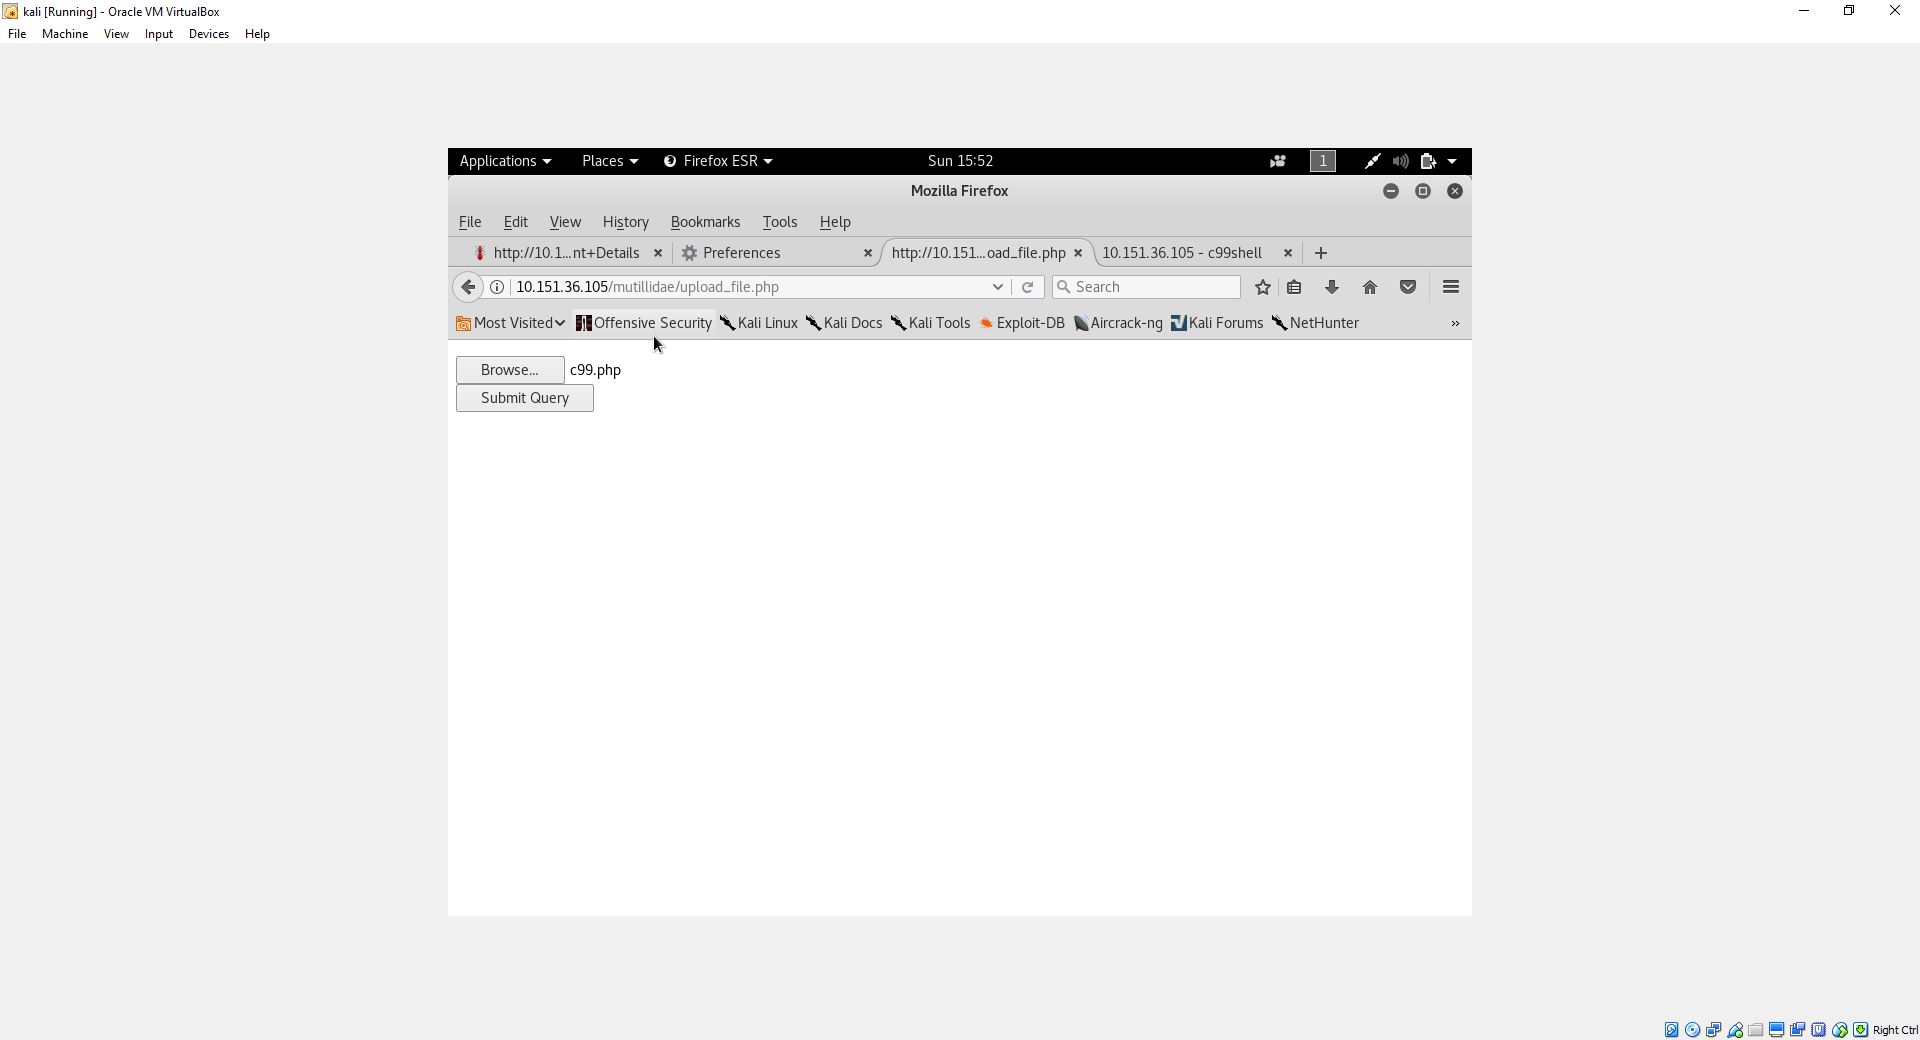 kali [Running] - Oracle VM VirtualBox
File Machine View Input Devices Help
Applications Places Firefox ESR Sun 15:52 1
Mozilla Firefox
File Edit View History Bookmarks Tools Help
http://10.1...nt+Details Preferences http://10.151...oad_file.php 10.151.36.105 - c99shell
10.151.36.105/mutillidae/upload_file.php Search
Most Visited Offensive Security Kali Linux Kali Docs Kali Tools Exploit-DB Aircrack-ng Kali Forums NetHunter »
Browse... c99.php
Submit Query
Right Ctrl